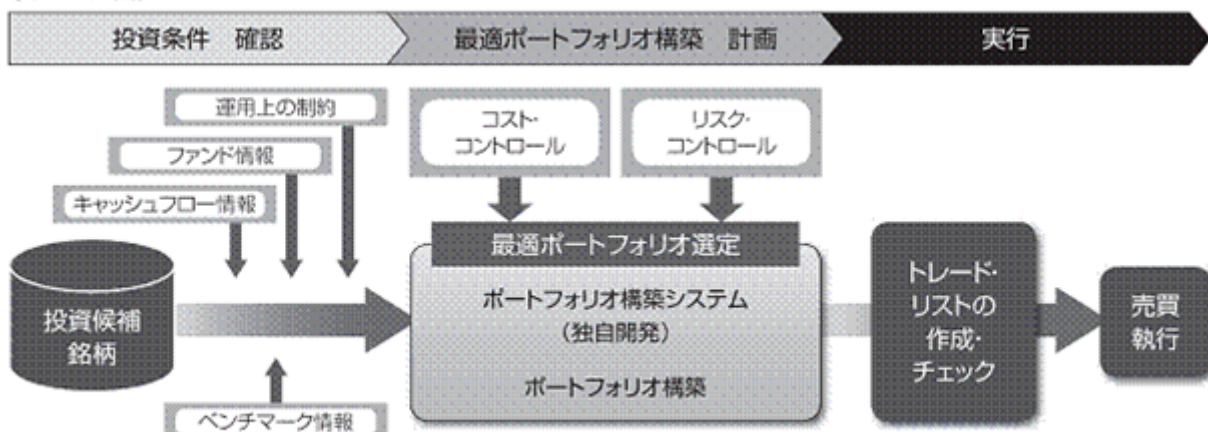 投資条件 確認
最適ポートフォリオ構築 計画
実行
運用上の制約
ファンド情報
キャッシュフロー情報
コスト・
コントロール
リスク・
コントロール
投資候補
銘柄
最適ポートフォリオ選定
ポートフォリオ構築システム
(独自開発)
ポートフォリオ構築
トレード・
リストの
作成・
チェック
売買
執行
ベンチマーク情報